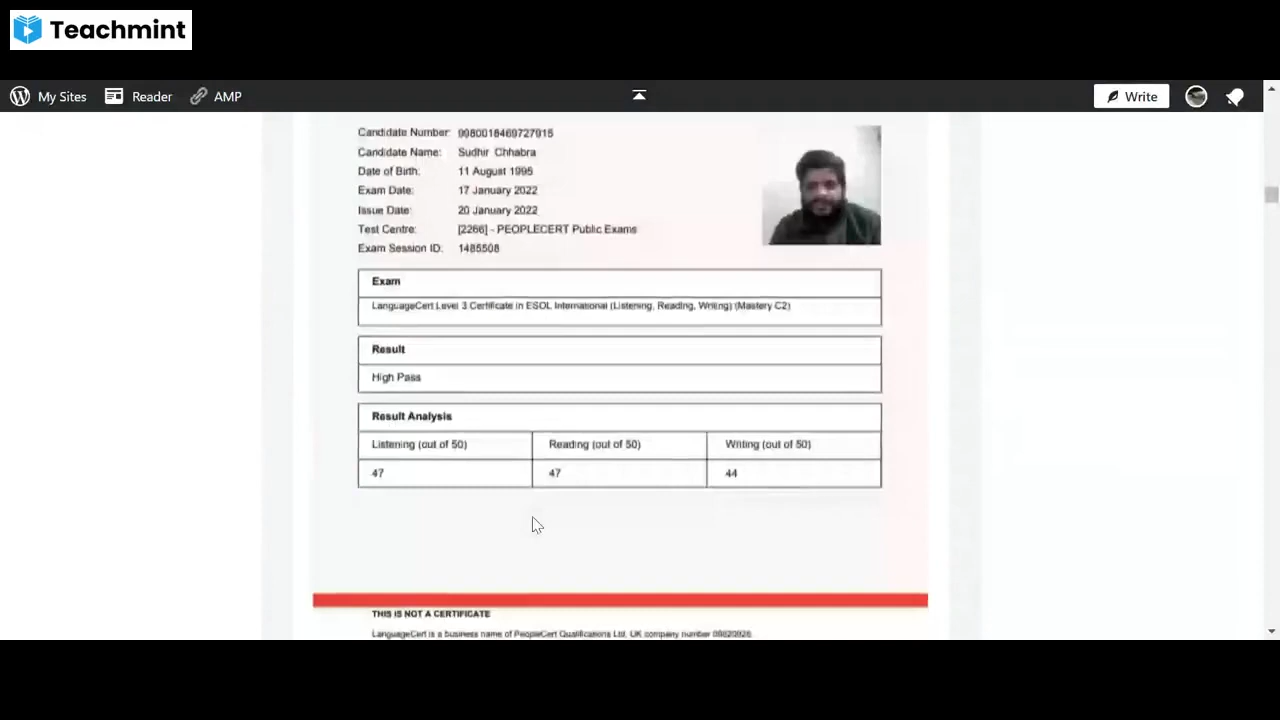 Teachmint
My Sites Reader AMP Write
Candidate Number: 9980018469727915
Candidate Name: Sudhir Chhabra
Date of Birth: 11 August 1995
Exam Date: 17 January 2022
Issue Date: 20 January 2022
Test Centre: [2266] - PEOPLECERT Public Exams
Exam Session ID: 1485508
Exam
LanguageCert Level 3 Certificate in ESOL International (Listening, Reading, Writing) (Mastery C2)
Result
High Pass
Result Analysis
Listening (out of 50) Reading (out of 50) Writing (out of 50)
47 47 44
THIS IS NOT A CERTIFICATE
LanguageCert is a business name of PeopleCert Qualifications Ltd, UK company number